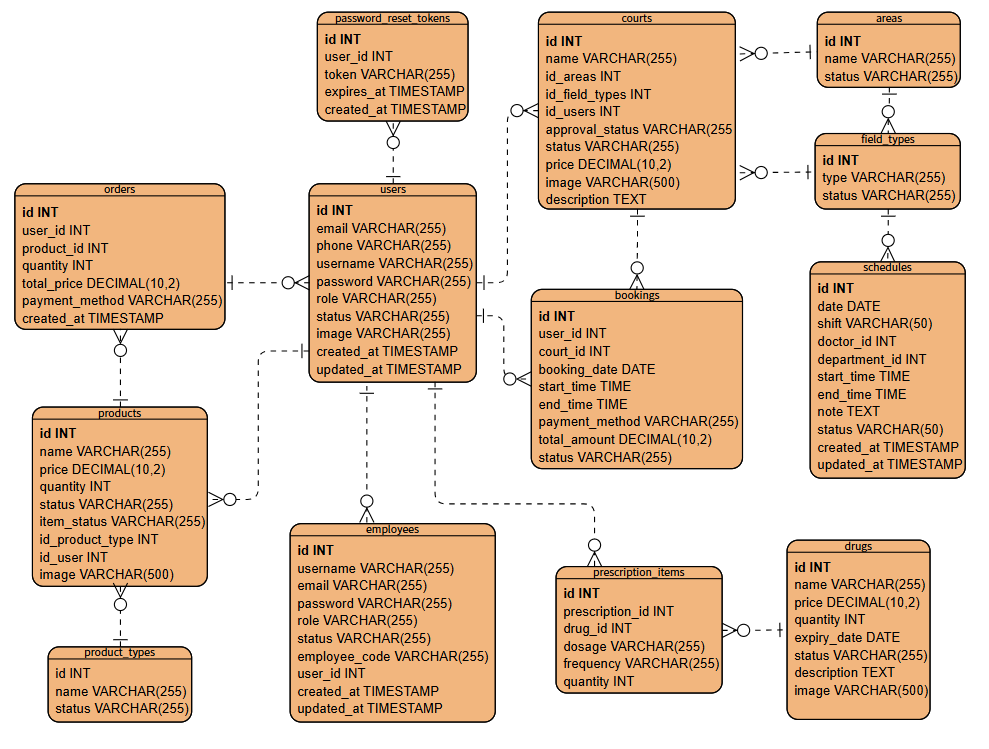 password_reset_tokens
id INT
user_id INT
token VARCHAR(255)
expires_at TIMESTAMP
created_at TIMESTAMP
courts
id INT
name VARCHAR(255)
id_areas INT
id_field_types INT
id_users INT
approval_status VARCHAR(255
status VARCHAR(255)
price DECIMAL(10,2)
image VARCHAR(500)
description TEXT
areas
id INT
name VARCHAR(255)
status VARCHAR(255)
field_types
id INT
type VARCHAR(255)
status VARCHAR(255)
orders
id INT
user_id INT
product_id INT
quantity INT
total_price DECIMAL(10,2)
payment_method VARCHAR(255)
created_at TIMESTAMP
users
id INT
email VARCHAR(255)
phone VARCHAR(255)
username VARCHAR(255)
password VARCHAR(255)
role VARCHAR(255)
status VARCHAR(255)
image VARCHAR(255)
created_at TIMESTAMP
updated_at TIMESTAMP
bookings
id INT
user_id INT
court_id INT
booking_date DATE
start_time TIME
end_time TIME
payment_method VARCHAR(255)
total_amount DECIMAL(10,2)
status VARCHAR(255)
schedules
id INT
date DATE
shift VARCHAR(50)
doctor_id INT
department_id INT
start_time TIME
end_time TIME
note TEXT
status VARCHAR(50)
created_at TIMESTAMP
updated_at TIMESTAMP
products
id INT
name VARCHAR(255)
price DECIMAL(10,2)
quantity INT
status VARCHAR(255)
item_status VARCHAR(255)
id_product_type INT
id_user INT
image VARCHAR(500)
product_types
id INT
name VARCHAR(255)
status VARCHAR(255)
employees
id INT
username VARCHAR(255)
email VARCHAR(255)
password VARCHAR(255)
role VARCHAR(255)
status VARCHAR(255)
employee_code VARCHAR(255)
user_id INT
created_at TIMESTAMP
updated_at TIMESTAMP
prescription_items
id INT
prescription_id INT
drug_id INT
dosage VARCHAR(255)
frequency VARCHAR(255)
quantity INT
drugs
id INT
name VARCHAR(255)
price DECIMAL(10,2)
quantity INT
expiry_date DATE
status VARCHAR(255)
description TEXT
image VARCHAR(500)